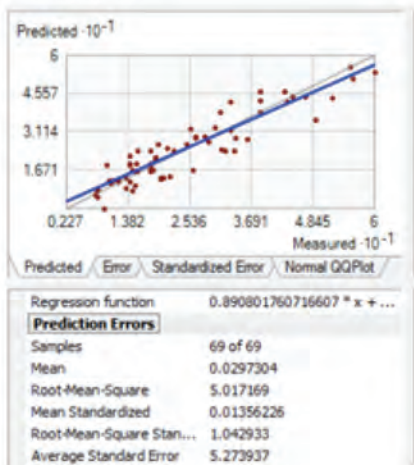 Predicted ·10⁻¹
6
4.557
3.114
1.671
0.227 1.382 2.536 3.691 4.845 6
Measured ·10⁻¹
Predicted Error Standardized Error Normal QQPlot
Regression function 0.890801760716607 * x + ...
Prediction Errors
Samples 69 of 69
Mean 0.0297304
Root-Mean-Square 5.017169
Mean Standardized 0.01356226
Root-Mean-Square Stan... 1.042933
Average Standard Error 5.273937